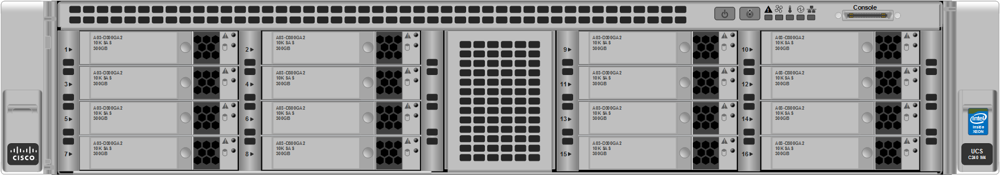 Console
1
A03-D300GA2
10K SAS
300GB
2
A03-D300GA2
10K SAS
300GB
9
A03-D300GA2
10K SAS
300GB
10
A03-D300GA2
10K SAS
300GB
3
A03-D300GA2
10K SAS
300GB
4
A03-D300GA2
10K SAS
300GB
11
A03-D300GA2
10K SAS
300GB
12
A03-D300GA2
10K SAS
300GB
5
A03-D300GA2
10K SAS
300GB
6
A03-D300GA2
10K SAS
300GB
13
A03-D300GA2
10K SAS
300GB
14
A03-D300GA2
10K SAS
300GB
7
A03-D300GA2
10K SAS
300GB
8
A03-D300GA2
10K SAS
300GB
15
A03-D300GA2
10K SAS
300GB
16
A03-D300GA2
10K SAS
300GB
CISCO
intel
inside
XEON
UCS
C240 M4